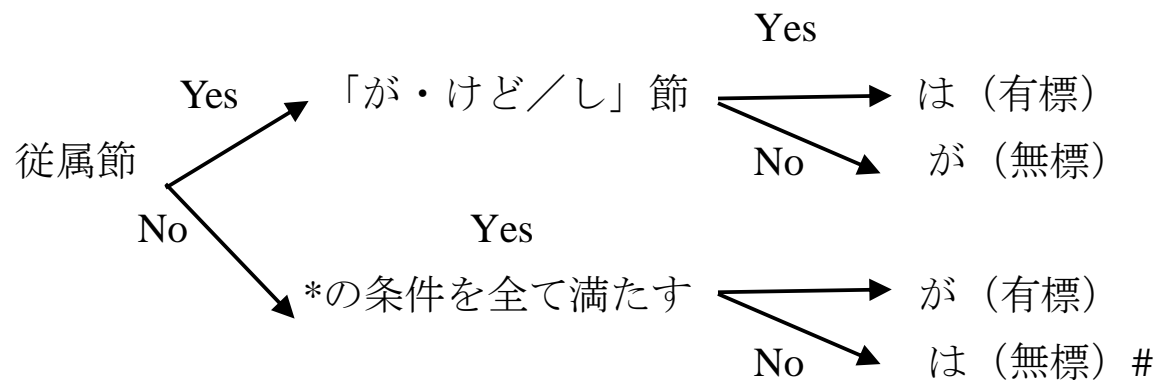 Yes
Yes 「が・けど／し」節 は（有標）
従属節 No が（無標）
No Yes
*の条件を全て満たす が（有標）
No は（無標）#